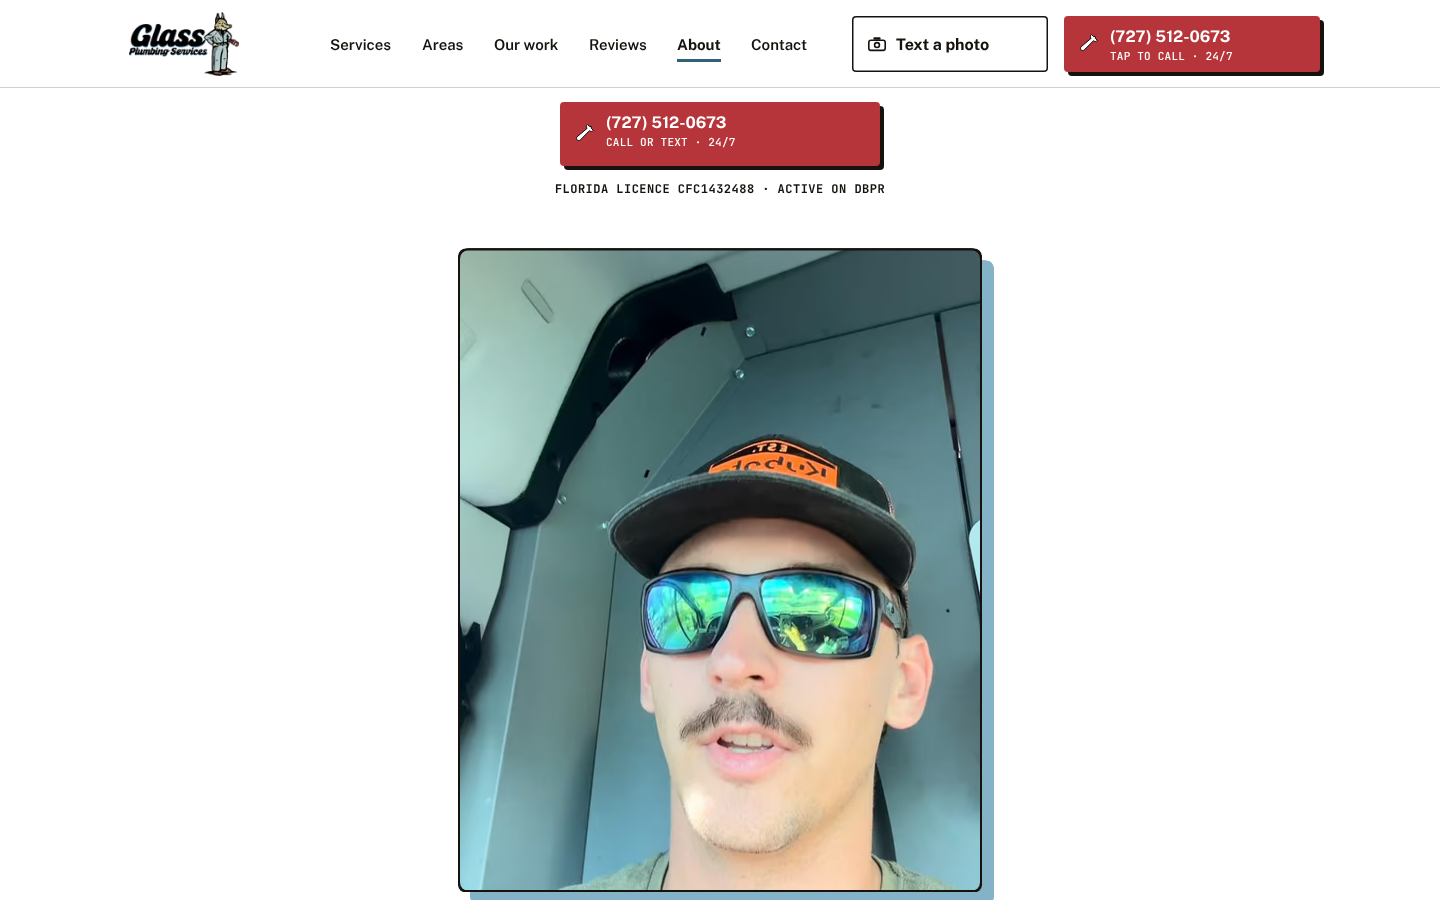 Glass
Plumbing Services
Services
Areas
Our work
Reviews
About
Contact
Text a photo
(727) 512-0673
TAP TO CALL · 24/7
(727) 512-0673
CALL OR TEXT · 24/7
FLORIDA LICENCE CFC1432488 · ACTIVE ON DBPR
EST.